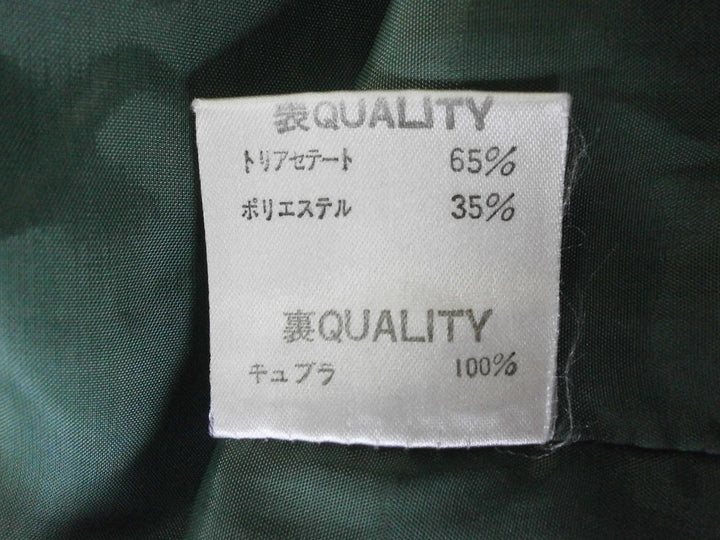 表QUALITY
トリアセテート 65%
ポリエステル 35%
裏QUALITY
キュプラ 100%